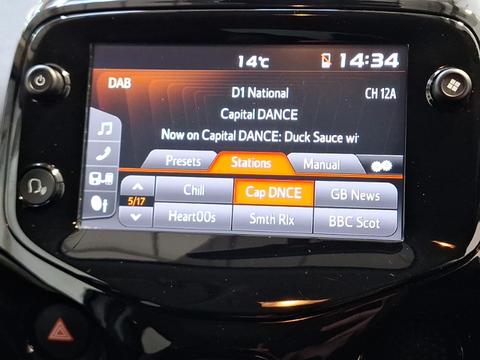 14°C 14:34
DAB
D1 National CH 12A
Capital DANCE
Now on Capital DANCE: Duck Sauce wi
Presets Stations Manual
Chill Cap DNCE GB News
5/17
Heart00s Smth Rlx BBC Scot